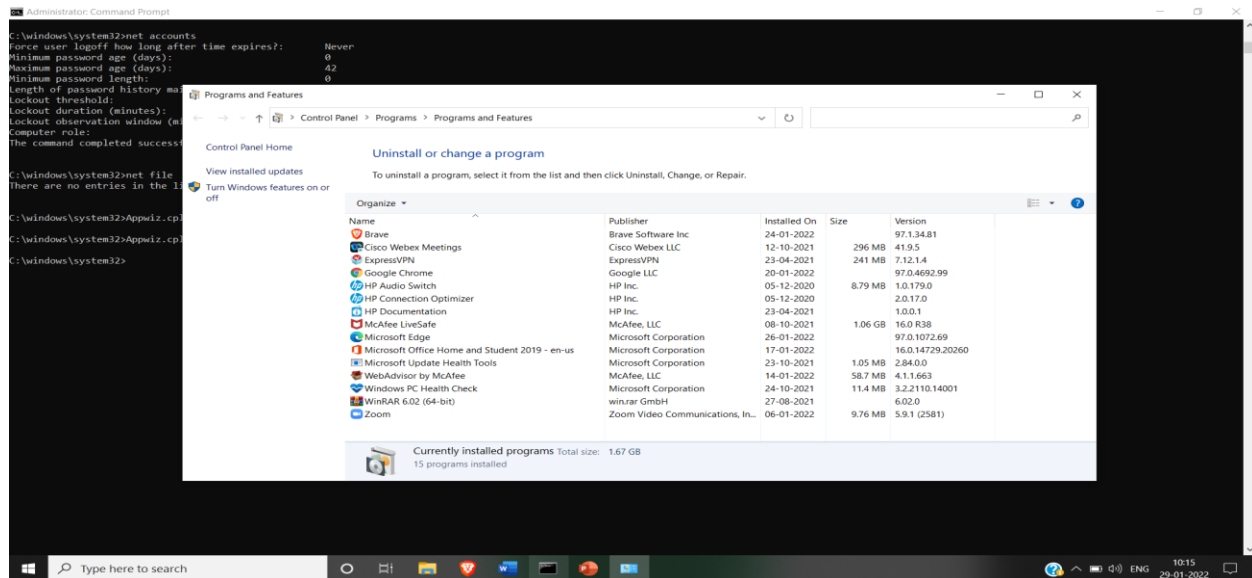 Administrator: Command Prompt
C:\windows\system32>net accounts
Force user logoff how long after time expires?: Never
Minimum password age (days): 0
Maximum password age (days): 42
Minimum password length: 0
Length of password history mai
Lockout threshold:
Lockout duration (minutes):
Lockout observation window (mi
Computer role:
The command completed successf
C:\windows\system32>net file
There are no entries in the li
C:\windows\system32>Appwiz.cpl
C:\windows\system32>Appwiz.cpl
C:\windows\system32>
Programs and Features
Control Panel > Programs > Programs and Features
Control Panel Home
View installed updates
Turn Windows features on or
off
Uninstall or change a program
To uninstall a program, select it from the list and then click Uninstall, Change, or Repair.
Organize
Name Publisher Installed On Size Version
Brave Brave Software Inc 24-01-2022 97.1.34.81
Cisco Webex Meetings Cisco Webex LLC 12-10-2021 296 MB 41.9.5
ExpressVPN ExpressVPN 23-04-2021 241 MB 7.12.1.4
Google Chrome Google LLC 20-01-2022 97.0.4692.99
HP Audio Switch HP Inc. 05-12-2020 8.79 MB 1.0.179.0
HP Connection Optimizer HP Inc. 05-12-2020 2.0.17.0
HP Documentation HP Inc. 23-04-2021 1.0.0.1
McAfee LiveSafe McAfee, LLC 08-10-2021 1.06 GB 16.0 R38
Microsoft Edge Microsoft Corporation 26-01-2022 97.0.1072.69
Microsoft Office Home and Student 2019 - en-us Microsoft Corporation 17-01-2022 16.0.14729.20260
Microsoft Update Health Tools Microsoft Corporation 23-10-2021 1.05 MB 2.84.0.0
WebAdvisor by McAfee McAfee, LLC 14-01-2022 58.7 MB 4.1.1.663
Windows PC Health Check Microsoft Corporation 24-10-2021 11.4 MB 3.2.2110.14001
WinRAR 6.02 (64-bit) win.rar GmbH 27-08-2021 6.02.0
Zoom Zoom Video Communications, In... 06-01-2022 9.76 MB 5.9.1 (2581)
Currently installed programs Total size: 1.67 GB
15 programs installed
Type here to search
ENG
10:15
29-01-2022